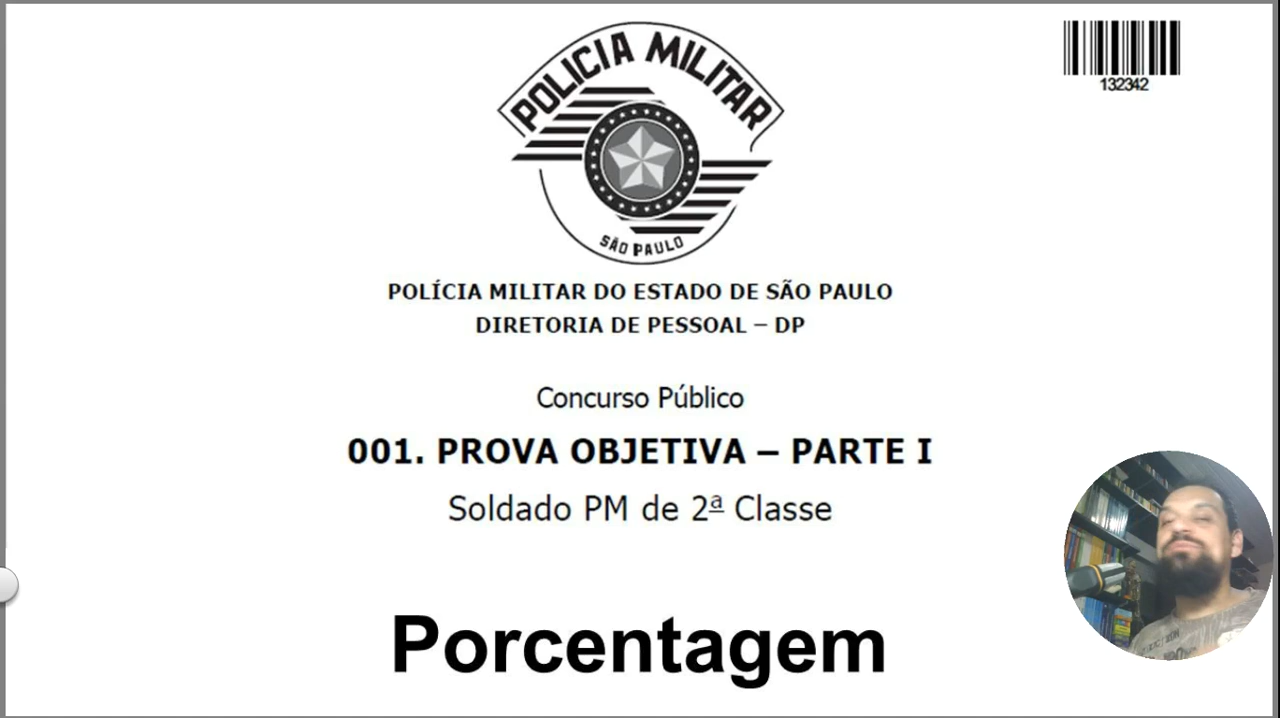 POLICIA MILITAR
SÃO PAULO
132342
POLÍCIA MILITAR DO ESTADO DE SÃO PAULO
DIRETORIA DE PESSOAL – DP
Concurso Público
001. PROVA OBJETIVA – PARTE I
Soldado PM de 2ª Classe
Porcentagem